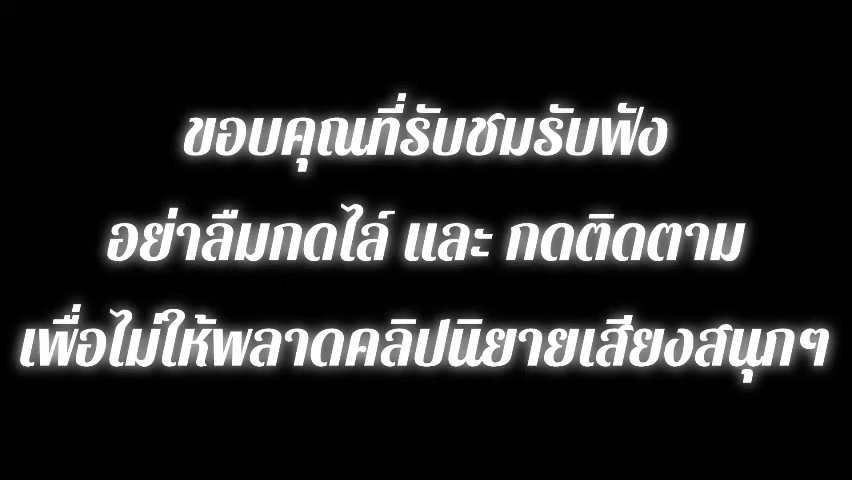 ขอบคุณที่รับชมรับฟัง
อย่าลืมกดไล์ และ กดติดตาม
เพื่อไม่ให้พลาดคลิปนิยายเสียงสนุกๆ